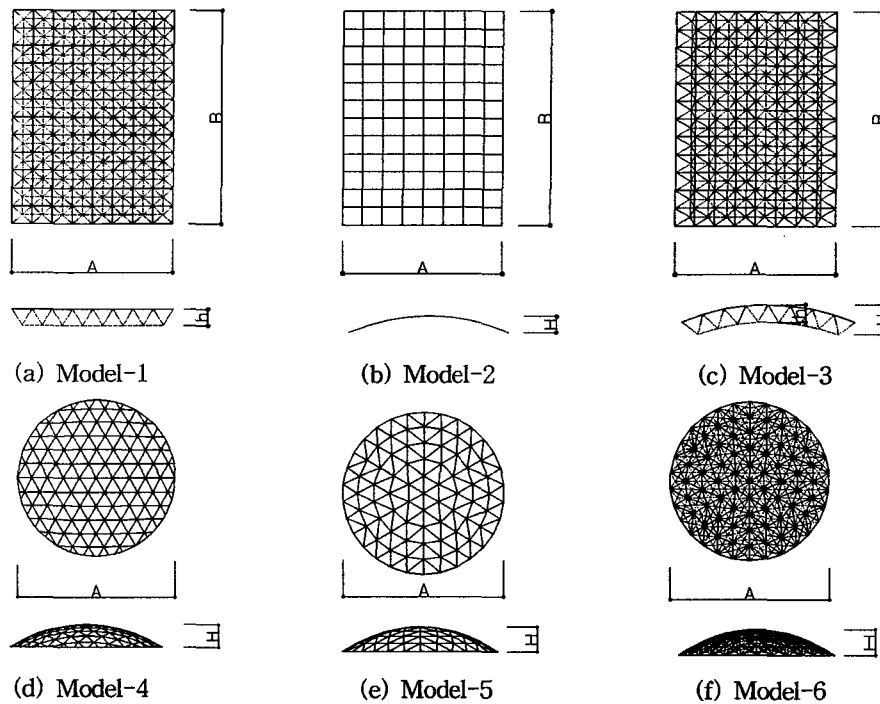 B
B
B
A
A
A
h
H
h
H
(a) Model-1
(b) Model-2
(c) Model-3
A
A
A
H
H
H
(d) Model-4
(e) Model-5
(f) Model-6